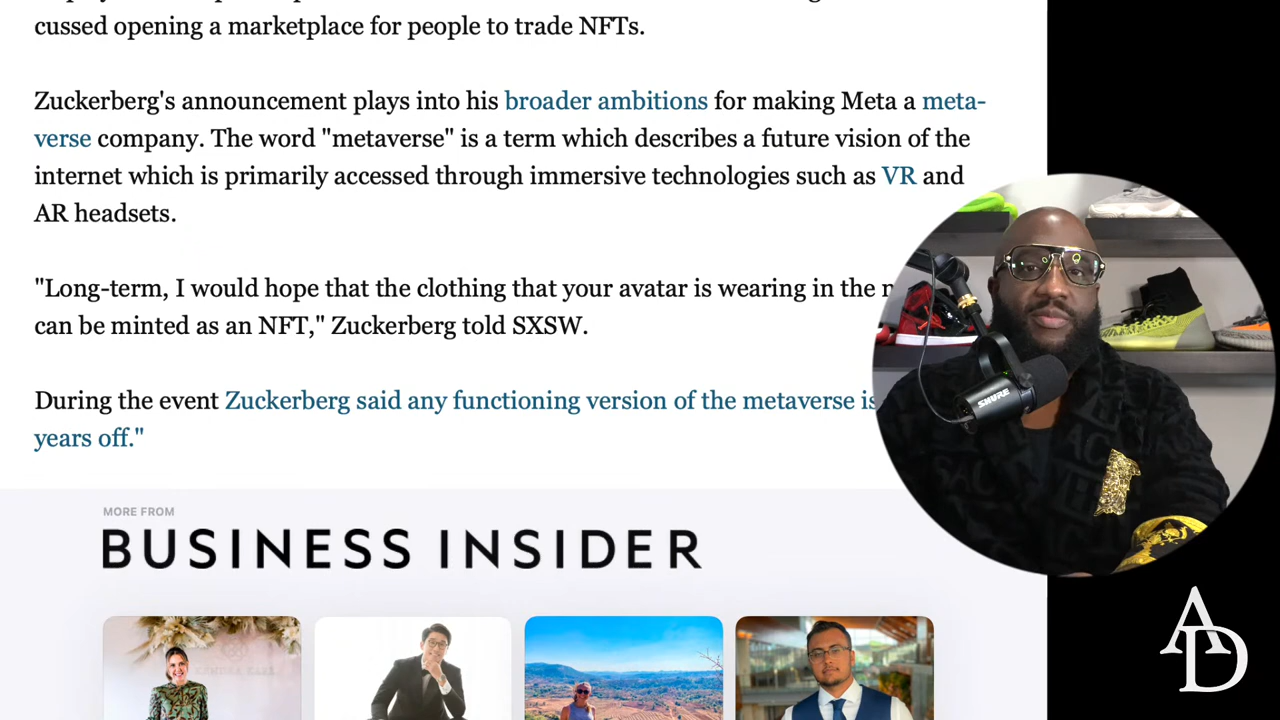 cussed opening a marketplace for people to trade NFTs.
Zuckerberg's announcement plays into his broader ambitions for making Meta a meta-
verse company. The word "metaverse" is a term which describes a future vision of the
internet which is primarily accessed through immersive technologies such as VR and
AR headsets.
"Long-term, I would hope that the clothing that your avatar is wearing in the
can be minted as an NFT," Zuckerberg told SXSW.
During the event Zuckerberg said any functioning version of the metaverse is
years off."
MORE FROM
BUSINESS INSIDER
SHURE
AD